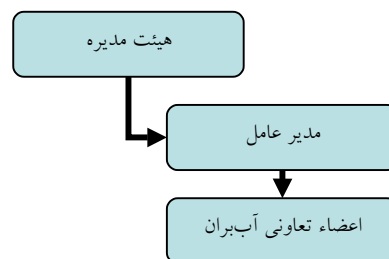 هیئت مدیره
مدیر عامل
اعضاء تعاونی آب‌بران